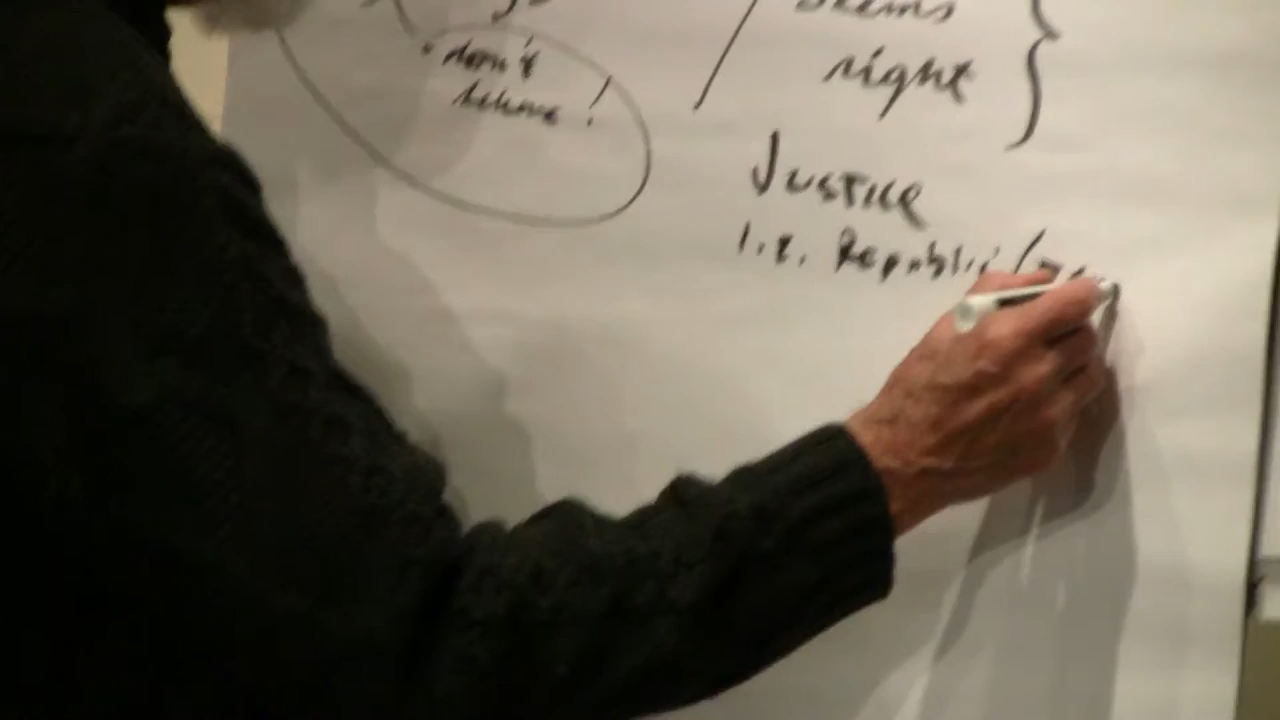 seems
• don't
right
believe!
Justice
I.E. Republic/